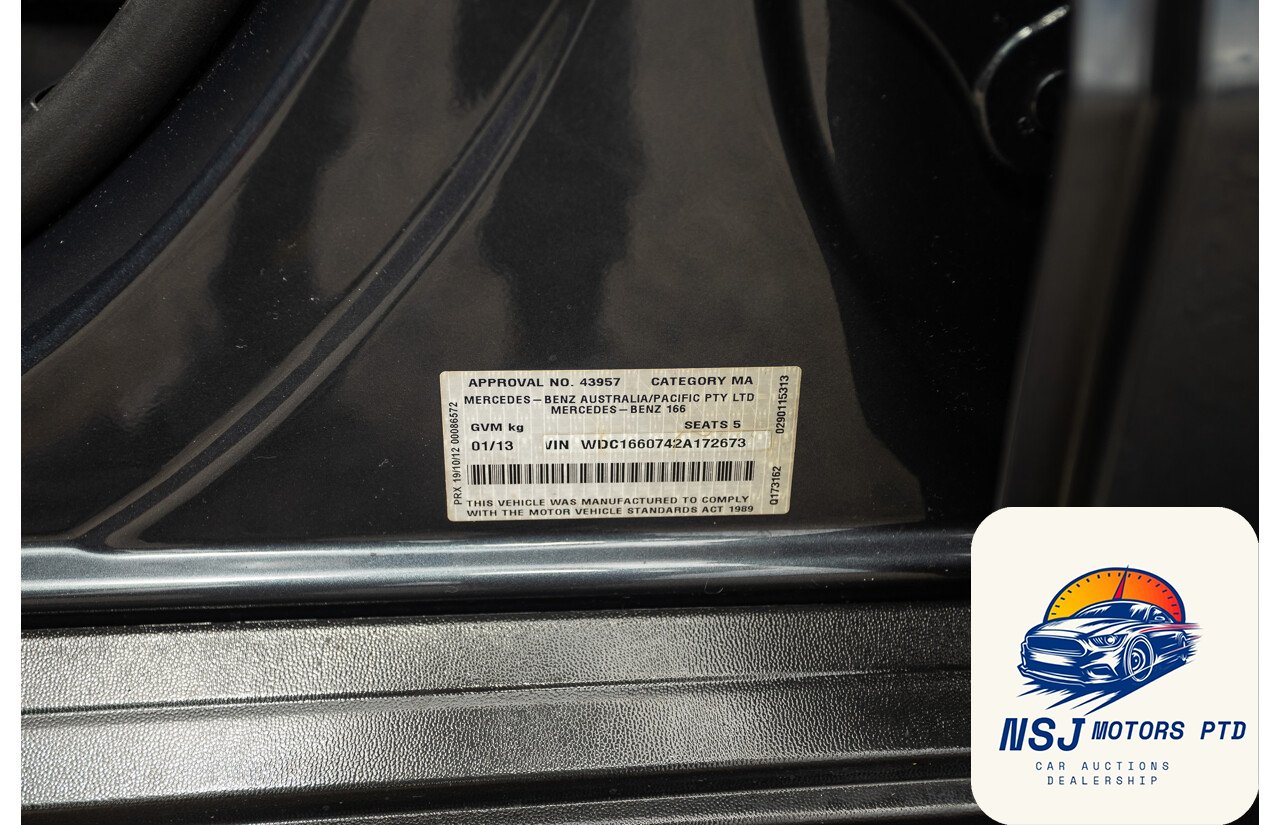 APPROVAL NO. 43957 CATEGORY MA
MERCEDES-BENZ AUSTRALIA/PACIFIC PTY LTD
MERCEDES-BENZ 166
GVM kg SEATS 5
01/13 VIN WDC1660742A172673
THIS VEHICLE WAS MANUFACTURED TO COMPLY
WITH THE MOTOR VEHICLE STANDARDS ACT 1989
PRX 19/10/12 00086572
0290115313
Q173162
NSJ MOTORS PTD
CAR AUCTIONS
DEALERSHIP